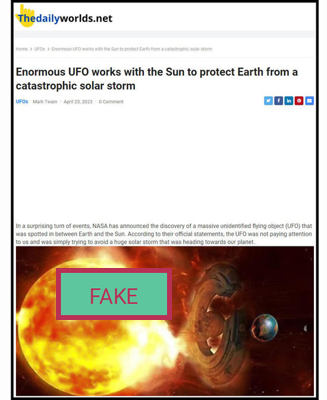 Thedailyworlds.net
Home > UFOs > Enormous UFO works with the Sun to protect Earth from a catastrophic solar storm
Enormous UFO works with the Sun to protect Earth from a
catastrophic solar storm
UFOs Mark Twain April 23, 2023 0 Comment
In a surprising turn of events, NASA has announced the discovery of a massive unidentified flying object (UFO) that
was spotted in between Earth and the Sun. According to their official statements, the UFO was not paying attention
to us and was simply trying to avoid a huge solar storm that was heading towards our planet.
FAKE